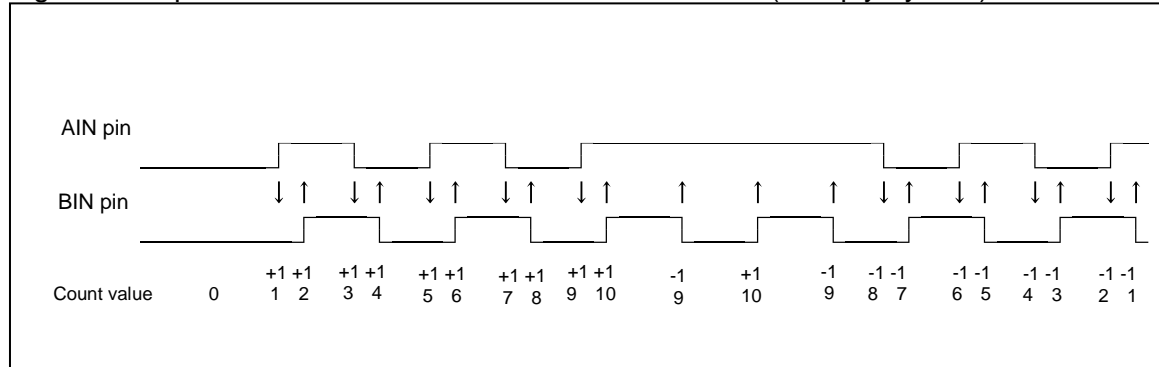 AIN pin
BIN pin
+1 +1 +1 +1 +1 +1 +1 +1 +1 +1 -1 +1 -1 -1 -1 -1 -1 -1 -1 -1 -1
Count value 0 1 2 3 4 5 6 7 8 9 10 9 10 9 8 7 6 5 4 3 2 1